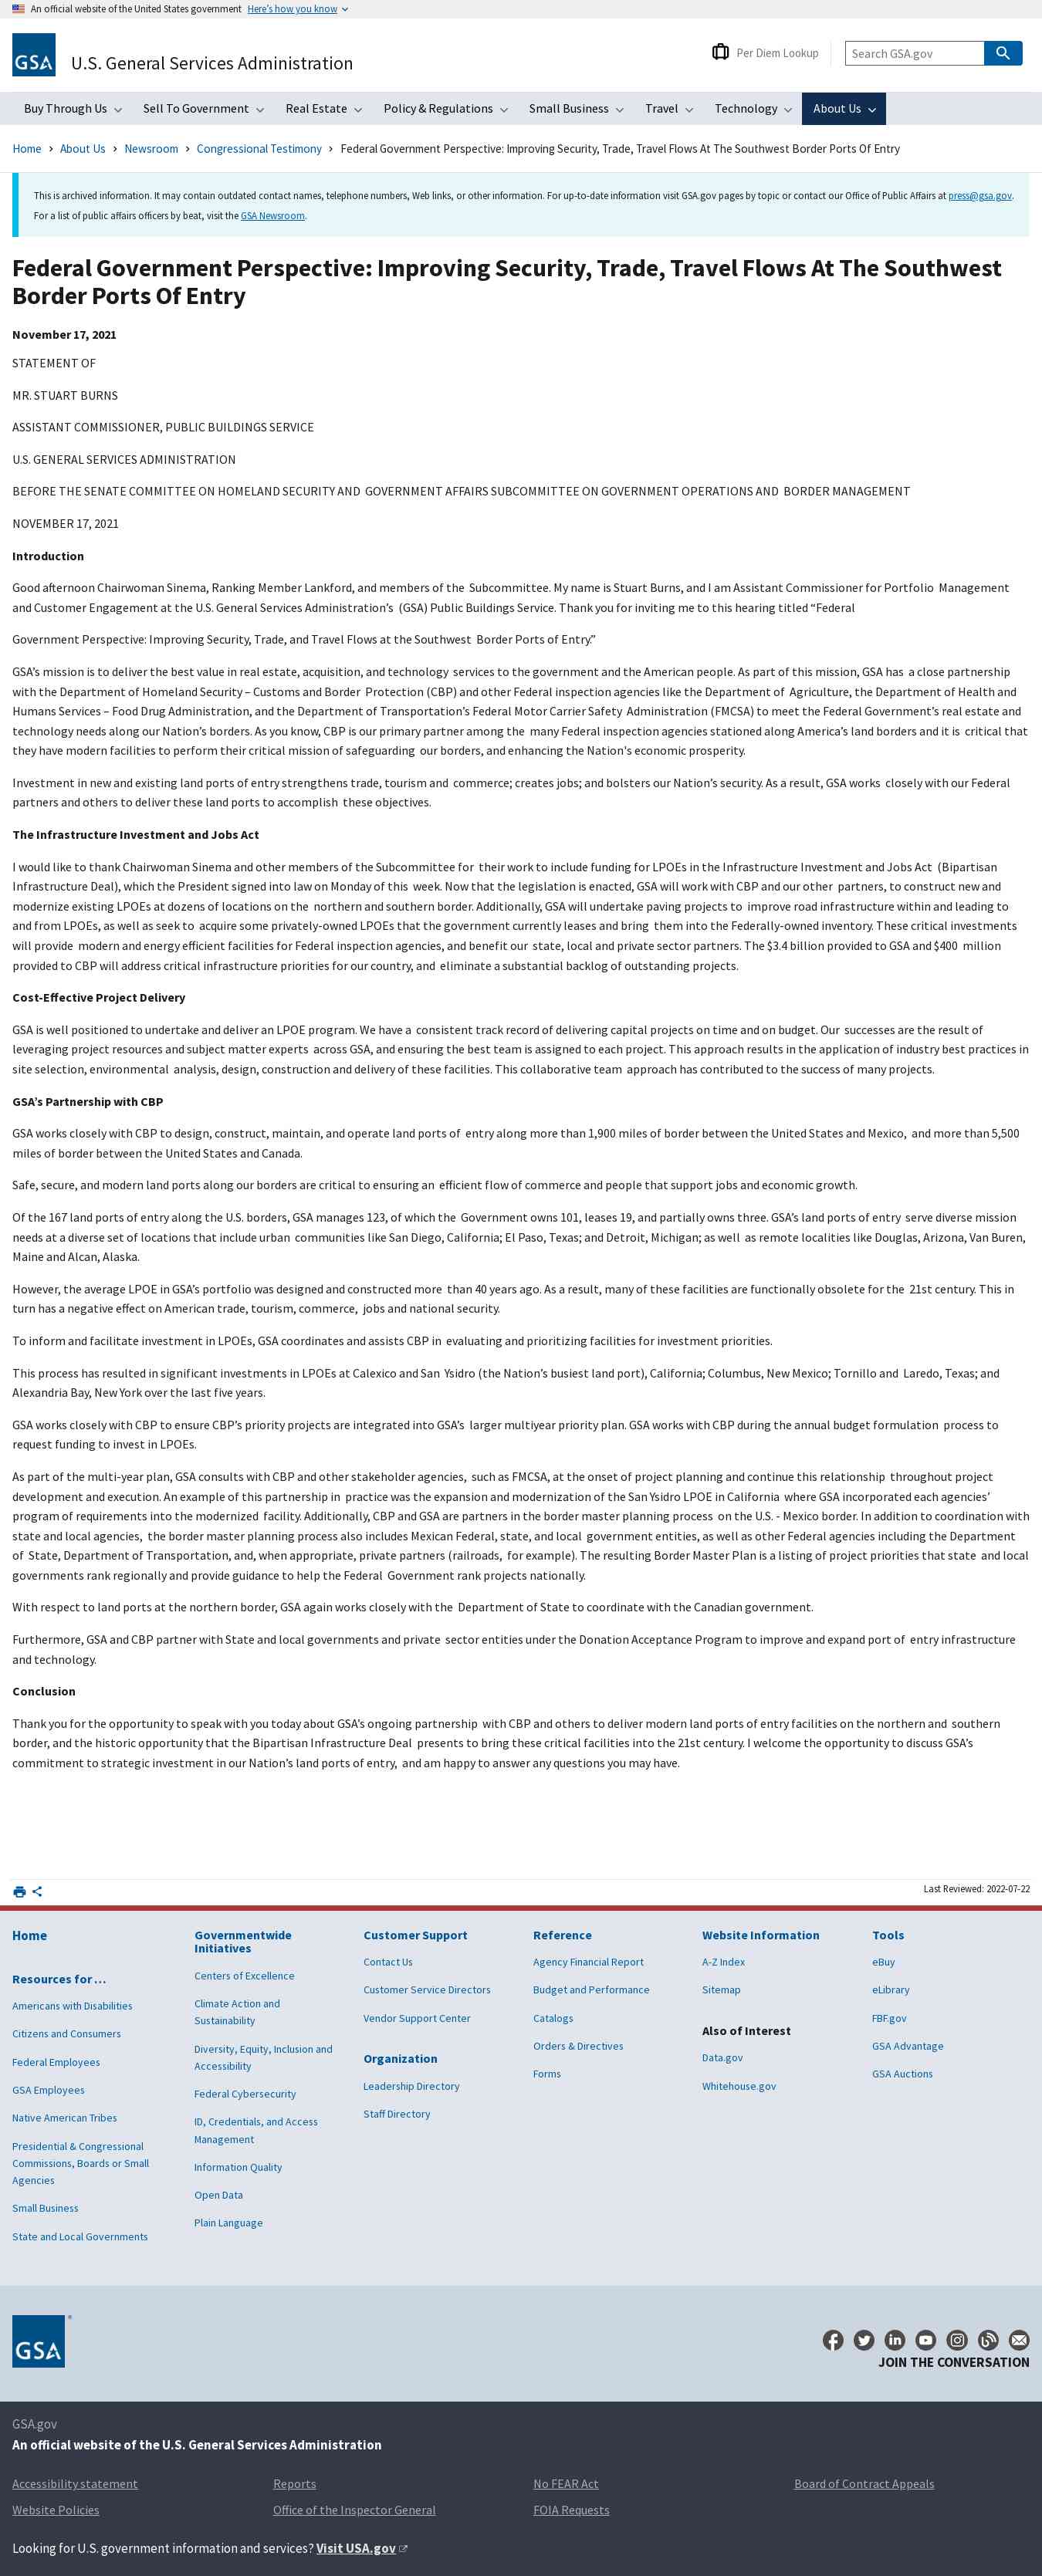 An official website of the United States government Here’s how you know
GSA
U.S. General Services Administration
Per Diem Lookup
Search GSA.gov
Buy Through Us Sell To Government Real Estate Policy & Regulations Small Business Travel Technology About Us
Home > About Us > Newsroom > Congressional Testimony > Federal Government Perspective: Improving Security, Trade, Travel Flows At The Southwest Border Ports Of Entry
This is archived information. It may contain outdated contact names, telephone numbers, Web links, or other information. For up-to-date information visit GSA.gov pages by topic or contact our Office of Public Affairs at press@gsa.gov.
For a list of public affairs officers by beat, visit the GSA Newsroom.
Federal Government Perspective: Improving Security, Trade, Travel Flows At The Southwest
Border Ports Of Entry
November 17, 2021
STATEMENT OF
MR. STUART BURNS
ASSISTANT COMMISSIONER, PUBLIC BUILDINGS SERVICE
U.S. GENERAL SERVICES ADMINISTRATION
BEFORE THE SENATE COMMITTEE ON HOMELAND SECURITY AND GOVERNMENT AFFAIRS SUBCOMMITTEE ON GOVERNMENT OPERATIONS AND BORDER MANAGEMENT
NOVEMBER 17, 2021
Introduction
Good afternoon Chairwoman Sinema, Ranking Member Lankford, and members of the Subcommittee. My name is Stuart Burns, and I am Assistant Commissioner for Portfolio Management
and Customer Engagement at the U.S. General Services Administration’s (GSA) Public Buildings Service. Thank you for inviting me to this hearing titled “Federal
Government Perspective: Improving Security, Trade, and Travel Flows at the Southwest Border Ports of Entry.”
GSA’s mission is to deliver the best value in real estate, acquisition, and technology services to the government and the American people. As part of this mission, GSA has a close partnership
with the Department of Homeland Security – Customs and Border Protection (CBP) and other Federal inspection agencies like the Department of Agriculture, the Department of Health and
Humans Services – Food Drug Administration, and the Department of Transportation’s Federal Motor Carrier Safety Administration (FMCSA) to meet the Federal Government’s real estate and
technology needs along our Nation’s borders. As you know, CBP is our primary partner among the many Federal inspection agencies stationed along America’s land borders and it is critical that
they have modern facilities to perform their critical mission of safeguarding our borders, and enhancing the Nation's economic prosperity.
Investment in new and existing land ports of entry strengthens trade, tourism and commerce; creates jobs; and bolsters our Nation’s security. As a result, GSA works closely with our Federal
partners and others to deliver these land ports to accomplish these objectives.
The Infrastructure Investment and Jobs Act
I would like to thank Chairwoman Sinema and other members of the Subcommittee for their work to include funding for LPOEs in the Infrastructure Investment and Jobs Act (Bipartisan
Infrastructure Deal), which the President signed into law on Monday of this week. Now that the legislation is enacted, GSA will work with CBP and our other partners, to construct new and
modernize existing LPOEs at dozens of locations on the northern and southern border. Additionally, GSA will undertake paving projects to improve road infrastructure within and leading to
and from LPOEs, as well as seek to acquire some privately-owned LPOEs that the government currently leases and bring them into the Federally-owned inventory. These critical investments
will provide modern and energy efficient facilities for Federal inspection agencies, and benefit our state, local and private sector partners. The $3.4 billion provided to GSA and $400 million
provided to CBP will address critical infrastructure priorities for our country, and eliminate a substantial backlog of outstanding projects.
Cost-Effective Project Delivery
GSA is well positioned to undertake and deliver an LPOE program. We have a consistent track record of delivering capital projects on time and on budget. Our successes are the result of
leveraging project resources and subject matter experts across GSA, and ensuring the best team is assigned to each project. This approach results in the application of industry best practices in
site selection, environmental analysis, design, construction and delivery of these facilities. This collaborative team approach has contributed to the success of many projects.
GSA’s Partnership with CBP
GSA works closely with CBP to design, construct, maintain, and operate land ports of entry along more than 1,900 miles of border between the United States and Mexico, and more than 5,500
miles of border between the United States and Canada.
Safe, secure, and modern land ports along our borders are critical to ensuring an efficient flow of commerce and people that support jobs and economic growth.
Of the 167 land ports of entry along the U.S. borders, GSA manages 123, of which the Government owns 101, leases 19, and partially owns three. GSA’s land ports of entry serve diverse mission
needs at a diverse set of locations that include urban communities like San Diego, California; El Paso, Texas; and Detroit, Michigan; as well as remote localities like Douglas, Arizona, Van Buren,
Maine and Alcan, Alaska.
However, the average LPOE in GSA’s portfolio was designed and constructed more than 40 years ago. As a result, many of these facilities are functionally obsolete for the 21st century. This in
turn has a negative effect on American trade, tourism, commerce, jobs and national security.
To inform and facilitate investment in LPOEs, GSA coordinates and assists CBP in evaluating and prioritizing facilities for investment priorities.
This process has resulted in significant investments in LPOEs at Calexico and San Ysidro (the Nation’s busiest land port), California; Columbus, New Mexico; Tornillo and Laredo, Texas; and
Alexandria Bay, New York over the last five years.
GSA works closely with CBP to ensure CBP’s priority projects are integrated into GSA’s larger multiyear priority plan. GSA works with CBP during the annual budget formulation process to
request funding to invest in LPOEs.
As part of the multi-year plan, GSA consults with CBP and other stakeholder agencies, such as FMCSA, at the onset of project planning and continue this relationship throughout project
development and execution. An example of this partnership in practice was the expansion and modernization of the San Ysidro LPOE in California where GSA incorporated each agencies’
program of requirements into the modernized facility. Additionally, CBP and GSA are partners in the border master planning process on the U.S. - Mexico border. In addition to coordination with
state and local agencies, the border master planning process also includes Mexican Federal, state, and local government entities, as well as other Federal agencies including the Department
of State, Department of Transportation, and, when appropriate, private partners (railroads, for example). The resulting Border Master Plan is a listing of project priorities that state and local
governments rank regionally and provide guidance to help the Federal Government rank projects nationally.
With respect to land ports at the northern border, GSA again works closely with the Department of State to coordinate with the Canadian government.
Furthermore, GSA and CBP partner with State and local governments and private sector entities under the Donation Acceptance Program to improve and expand port of entry infrastructure
and technology.
Conclusion
Thank you for the opportunity to speak with you today about GSA’s ongoing partnership with CBP and others to deliver modern land ports of entry facilities on the northern and southern
border, and the historic opportunity that the Bipartisan Infrastructure Deal presents to bring these critical facilities into the 21st century. I welcome the opportunity to discuss GSA’s
commitment to strategic investment in our Nation’s land ports of entry, and am happy to answer any questions you may have.
Last Reviewed: 2022-07-22
Home
Resources for …
Americans with Disabilities
Citizens and Consumers
Federal Employees
GSA Employees
Native American Tribes
Presidential & Congressional
Commissions, Boards or Small
Agencies
Small Business
State and Local Governments
Governmentwide
Initiatives
Centers of Excellence
Climate Action and
Sustainability
Diversity, Equity, Inclusion and
Accessibility
Federal Cybersecurity
ID, Credentials, and Access
Management
Information Quality
Open Data
Plain Language
Customer Support
Contact Us
Customer Service Directors
Vendor Support Center
Organization
Leadership Directory
Staff Directory
Reference
Agency Financial Report
Budget and Performance
Catalogs
Orders & Directives
Forms
Website Information
A-Z Index
Sitemap
Also of Interest
Data.gov
Whitehouse.gov
Tools
eBuy
eLibrary
FBF.gov
GSA Advantage
GSA Auctions
GSA ®
JOIN THE CONVERSATION
GSA.gov
An official website of the U.S. General Services Administration
Accessibility statement Reports No FEAR Act Board of Contract Appeals
Website Policies Office of the Inspector General FOIA Requests
Looking for U.S. government information and services? Visit USA.gov